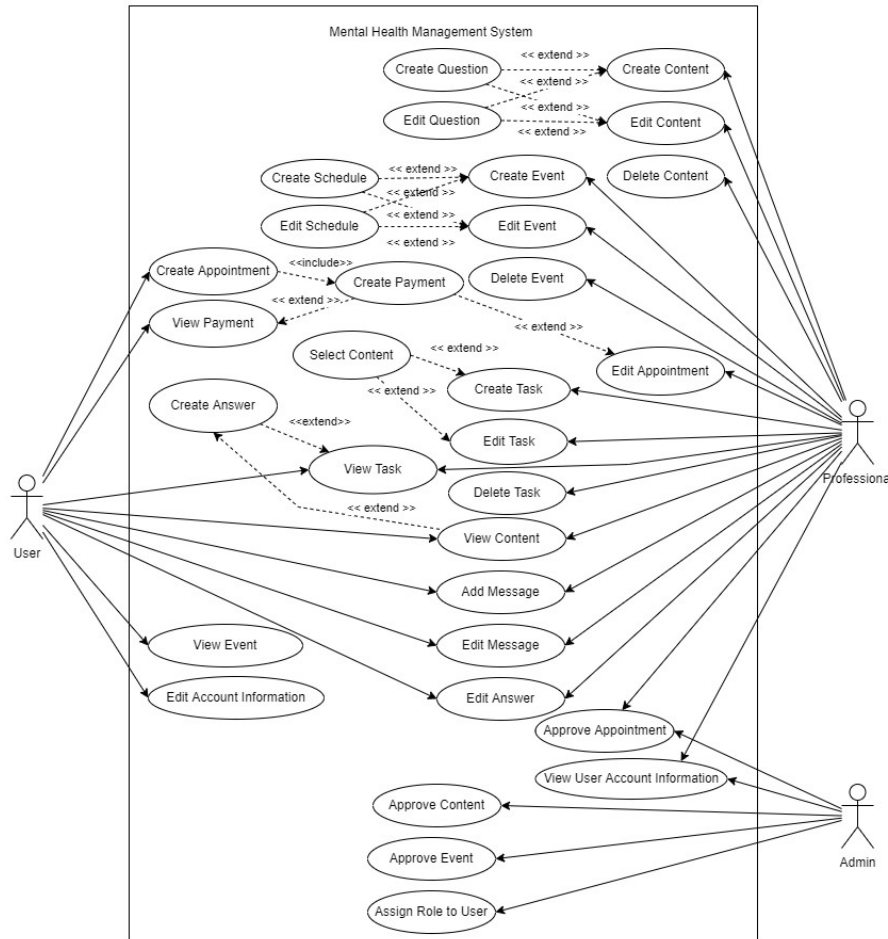 Mental Health Management System
<< extend >>
Create Question
Create Content
<< extend >>
<< extend >>
Edit Question
Edit Content
<< extend >>
<< extend >>
Create Schedule
Create Event
Delete Content
<< extend >>
<< extend >>
Edit Schedule
Edit Event
<< extend >>
<<include>>
Create Appointment
Create Payment
Delete Event
<< extend >>
View Payment
<< extend >>
Select Content
<< extend >>
Edit Appointment
<< extend >>
Create Task
Create Answer
<<extend>>
Edit Task
View Task
Professional
Delete Task
<< extend >>
View Content
User
Add Message
View Event
Edit Message
Edit Account Information
Edit Answer
Approve Appointment
View User Account Information
Approve Content
Approve Event
Admin
Assign Role to User